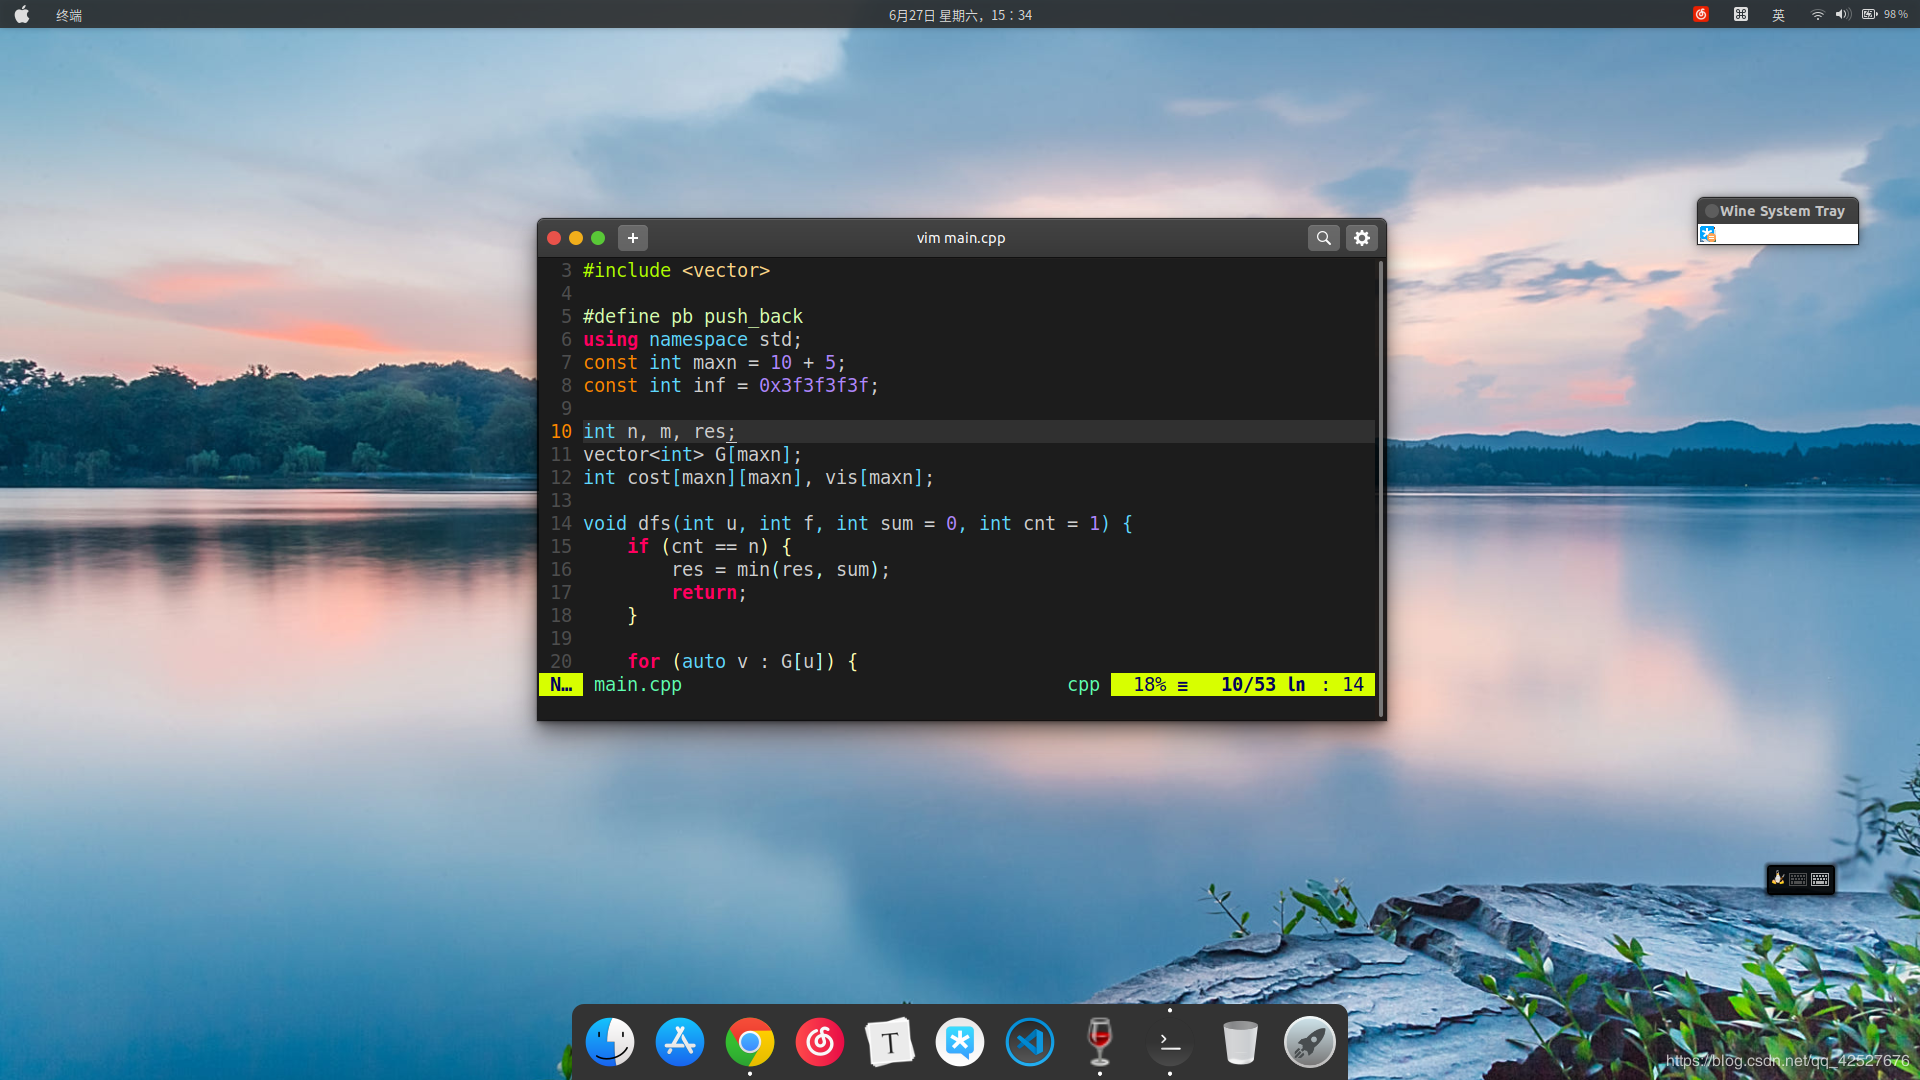 终端
6月27日 星期六, 15：34
英
98 %
Wine System Tray
vim main.cpp
3 #include <vector>
4
5 #define pb push_back
6 using namespace std;
7 const int maxn = 10 + 5;
8 const int inf = 0x3f3f3f3f;
9
10 int n, m, res;
11 vector<int> G[maxn];
12 int cost[maxn][maxn], vis[maxn];
13
14 void dfs(int u, int f, int sum = 0, int cnt = 1) {
15     if (cnt == n) {
16         res = min(res, sum);
17         return;
18     }
19
20     for (auto v : G[u]) {
N… main.cpp cpp 18% ≡ 10/53 ln : 14
T
https://blog.csdn.net/qq_42527676